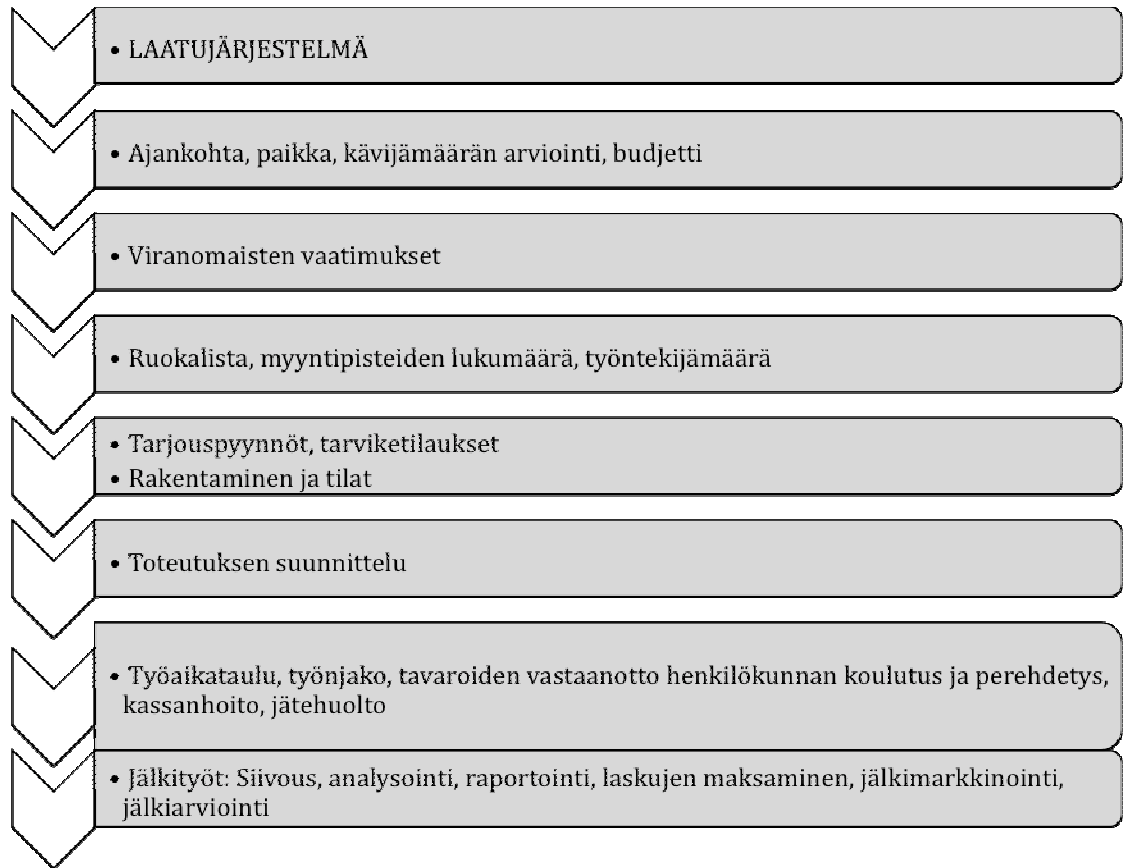 • LAATUJÄRJESTELMÄ
• Ajankohta, paikka, kävijämäärän arviointi, budjetti
• Viranomaisten vaatimukset
• Ruokalista, myyntipisteiden lukumäärä, työntekijämäärä
• Tarjouspyynnöt, tarviketilaukset
• Rakentaminen ja tilat
• Toteutuksen suunnittelu
• Työaikataulu, työnjako, tavaroiden vastaanotto henkilökunnan koulutus ja perehdetys,
kassanhoito, jätehuolto
• Jälkityöt: Siivous, analysointi, raportointi, laskujen maksaminen, jälkimarkkinointi,
jälkiarviointi